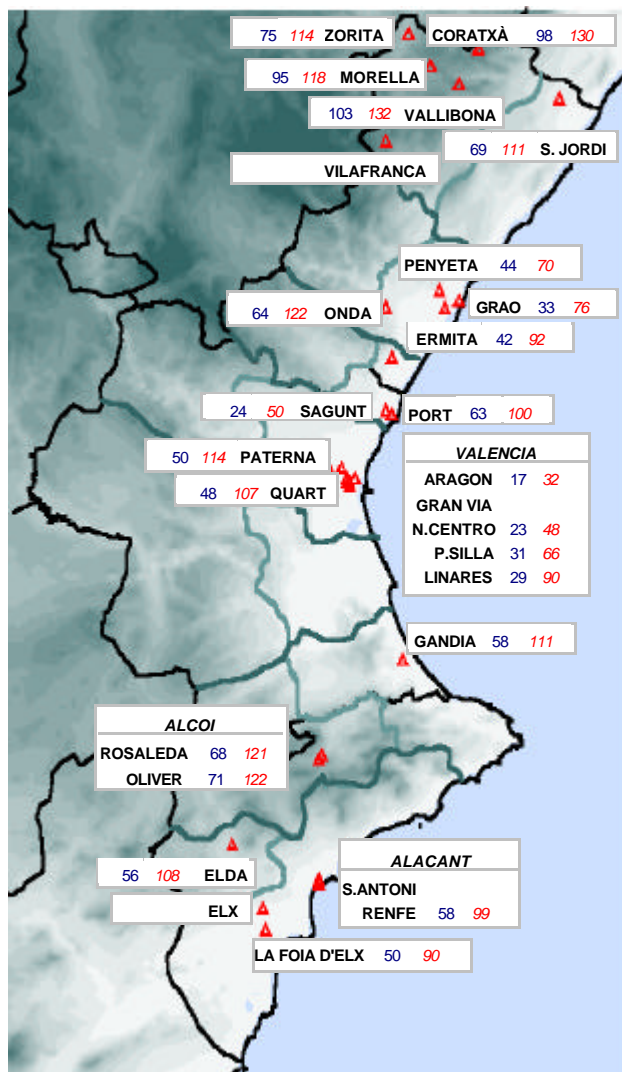 75 114 ZORITA
CORATXÀ 98 130
95 118 MORELLA
103 132 VALLIBONA
69 111 S. JORDI
VILAFRANCA
PENYETA 44 70
64 122 ONDA
GRAO 33 76
ERMITA 42 92
24 50 SAGUNT
PORT 63 100
50 114 PATERNA
48 107 QUART
VALENCIA
ARAGON 17 32
GRAN VIA
N.CENTRO 23 48
P.SILLA 31 66
LINARES 29 90
GANDIA 58 111
ALCOI
ROSALEDA 68 121
OLIVER 71 122
56 108 ELDA
ELX
ALACANT
S.ANTONI
RENFE 58 99
LA FOIA D'ELX 50 90